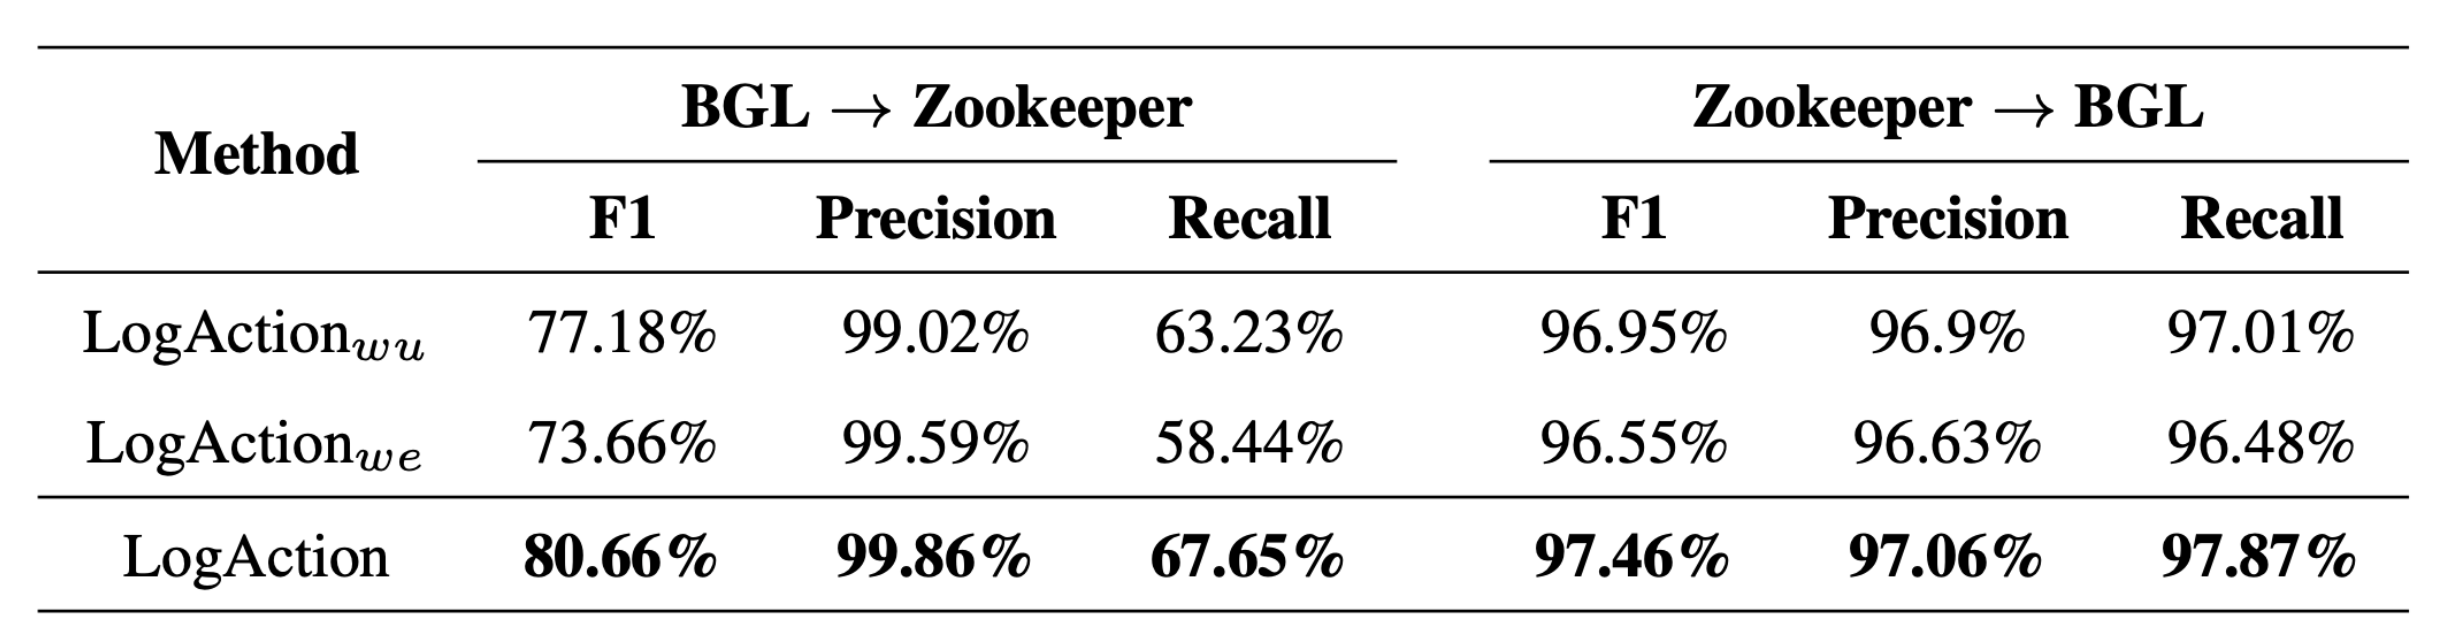 Method BGL → Zookeeper Zookeeper → BGL
F1 Precision Recall F1 Precision Recall
LogAction_wu 77.18% 99.02% 63.23% 96.95% 96.9% 97.01%
LogAction_we 73.66% 99.59% 58.44% 96.55% 96.63% 96.48%
LogAction 80.66% 99.86% 67.65% 97.46% 97.06% 97.87%